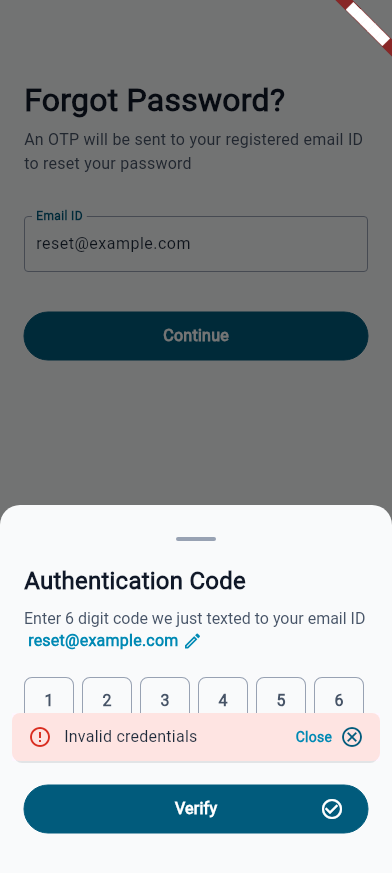 Forgot Password?
An OTP will be sent to your registered email ID
to reset your password
Email ID
reset@example.com
Continue
Authentication Code
Enter 6 digit code we just texted to your email ID
reset@example.com
1 2 3 4 5 6
Invalid credentials Close
Verify